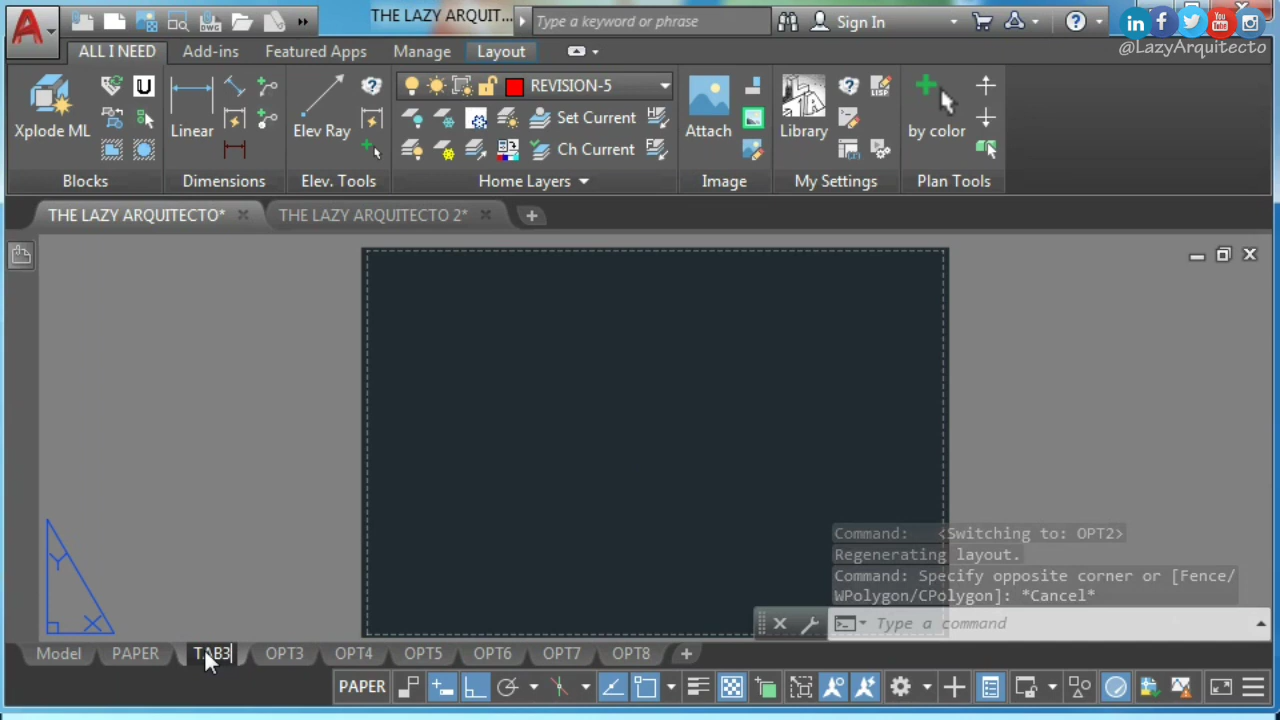 THE LAZY ARQUIT...
Type a keyword or phrase
Sign In
@LazyArquitecto
ALL I NEED
Add-ins
Featured Apps
Manage
Layout
Xplode ML
Linear
Elev Ray
REVISION-5
Set Current
Ch Current
Attach
Library
by color
Blocks
Dimensions
Elev. Tools
Home Layers
Image
My Settings
Plan Tools
THE LAZY ARQUITECTO*
THE LAZY ARQUITECTO 2*
Y
X
Command: <Switching to: OPT2>
Regenerating layout.
Command: Specify opposite corner or [Fence/
WPolygon/CPolygon]: *Cancel*
Type a command
Model
PAPER
TAB3
OPT3
OPT4
OPT5
OPT6
OPT7
OPT8
PAPER